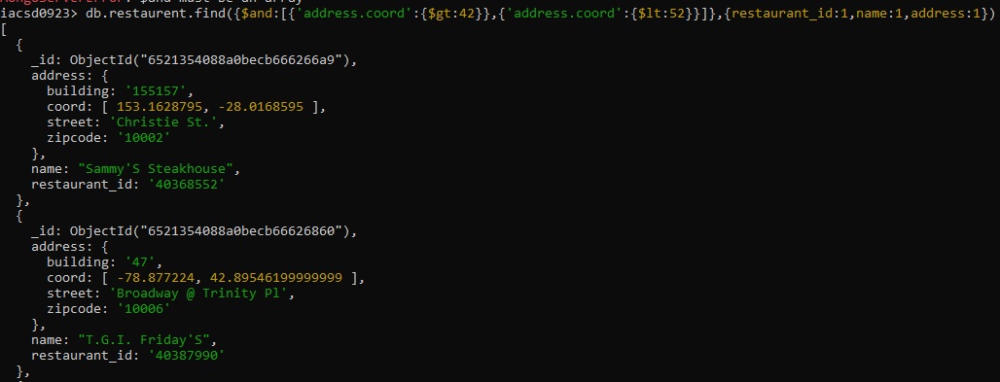 MongoServerError: $and must be an array
iacsd0923> db.restaurent.find({$and:[{'address.coord':{$gt:42}},{'address.coord':{$lt:52}}]},{restaurant_id:1,name:1,address:1})
[
  {
    _id: ObjectId("6521354088a0becb666266a9"),
    address: {
      building: '155157',
      coord: [ 153.1628795, -28.0168595 ],
      street: 'Christie St.',
      zipcode: '10002'
    },
    name: "Sammy'S Steakhouse",
    restaurant_id: '40368552'
  },
  {
    _id: ObjectId("6521354088a0becb66626860"),
    address: {
      building: '47',
      coord: [ -78.877224, 42.89546199999999 ],
      street: 'Broadway @ Trinity Pl',
      zipcode: '10006'
    },
    name: "T.G.I. Friday'S",
    restaurant_id: '40387990'
  },